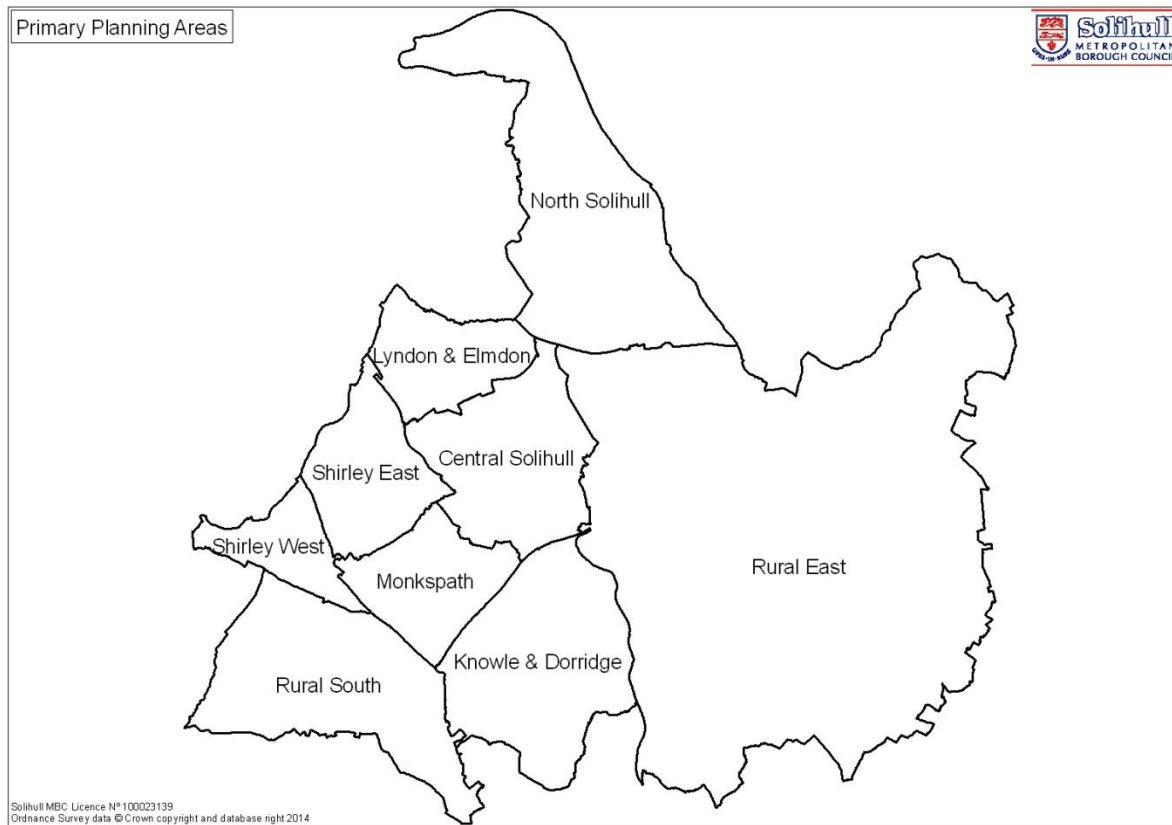 Primary Planning Areas
Solihull
METROPOLITAN
BOROUGH COUNCIL
North Solihull
Lyndon & Elmdon
Central Solihull
Shirley East
Shirley West
Monkspath
Rural East
Knowle & Dorridge
Rural South
Solihull MBC Licence Nº 100023139
Ordnance Survey data © Crown copyright and database right 2014